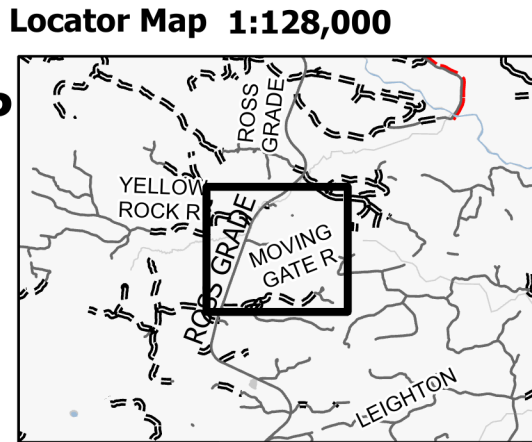 Locator Map 1:128,000
ROSS
GRADE
YELLOW
ROCK R
ROSS GRADE
MOVING
GATE R
LEIGHTON